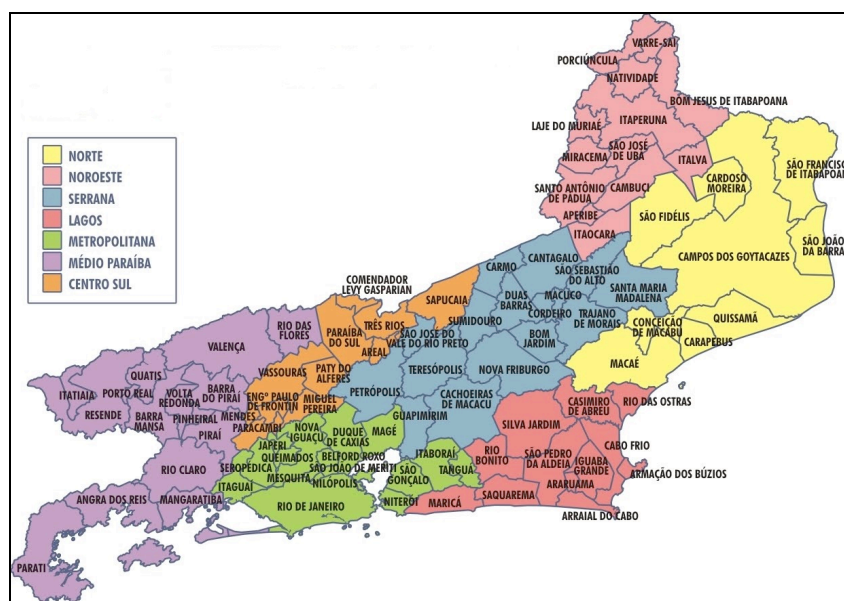 NORTE
NOROESTE
SERRANA
LAGOS
METROPOLITANA
MÉDIO PARAÍBA
CENTRO SUL
VARRE-SAI
PORCIÚNCULA
NATIVIDADE
BOM JESUS DE ITABAPOANA
ITAPERUNA
LAJE DO MURIAÉ
SÃO JOSÉ
DE UBA
MIRACEMA
ITALVA
CAMBUÇI
SANTO ANTÔNIO
DE PADUA
APERIBE
ITAOCARA
SÃO FRANCISCO
DE ITABAPOAN
CARDOSO
MOREIRA
SÃO FIDÉLIS
CAMPOS DOS GOYTACAZES
SÃO JOÃO
DA BARRA
QUISSAMÃ
CONCEIÇÃO
DE MACABÚ
CARAPEBUS
MACAÉ
CANTAGALO
CARMO
SÃO SEBASTIÃO
DO ALTO
SANTA MARIA
MADALENA
DUAS
BARRAS
MACUCO
CORDEIRO
TRAJANO
DE MORAIS
SUMIDOURO
BOM
JARDIM
SÃO JOSÉ DO
VALE DO RIO PRETO
TERESÓPOLIS
NOVA FRIBURGO
PETRÓPOLIS
CACHOEIRAS
DE MACACU
GUAPIMIRIM
COMENDADOR
LEVY GASPARIAN
SAPUCAIA
TRÊS RIOS
PARAÍBA
DO SUL
AREAL
PATY DO
ALFERES
VASSOURAS
ENGº PAULO
DE FRONTIN
MIGUEL
PEREIRA
MENDES
PARACAMBI
RIO DAS
FLORES
VALENÇA
QUATIS
ITATIAIA
PORTO REAL
RESENDE
VOLTA
REDONDA
BARRA
DO PIRAÍ
BARRA
MANSA
PINHEIRAL
PIRAÍ
RIO CLARO
ANGRA DOS REIS
MANGARATIBA
PARATI
JAPERI
NOVA
IGUAÇU
DUQUE
DE CAXIAS
MAGÉ
QUEIMADOS
BELFORD ROXO
SEROPÉDICA
SÃO JOÃO DE MERITI
MESQUITA
NILOPOLIS
ITAGUAI
RIO DE JANEIRO
ITABORAÍ
TANGUA
SÃO
GONÇALO
NITERÓI
MARICÁ
RIO
BONITO
SILVA JARDIM
CASIMIRO
DE ABREU
RIO DAS OSTRAS
CABO FRIO
SÃO PEDRO
DA ALDEIA
IGUABA
GRANDE
ARMAÇÃO DOS BÚZIOS
ARARUAMA
SAQUAREMA
ARRAIAL DO CABO